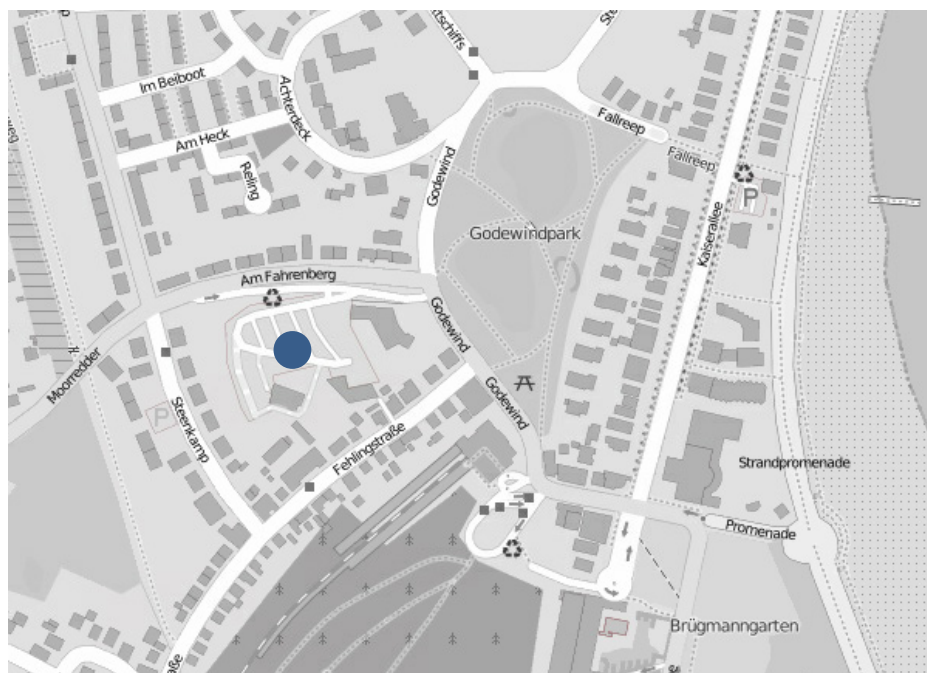 Im Beiboot
Achterdeck
Am Heck
Reling
Fallreep
Fallreep
P
Godewind
Godewindpark
Kaiserallee
Am Fahrenberg
Godewind
Moorredder
Godewind
P
Steenkamp
Fehlingstraße
Strandpromenade
Promenade
Brügmanngarten